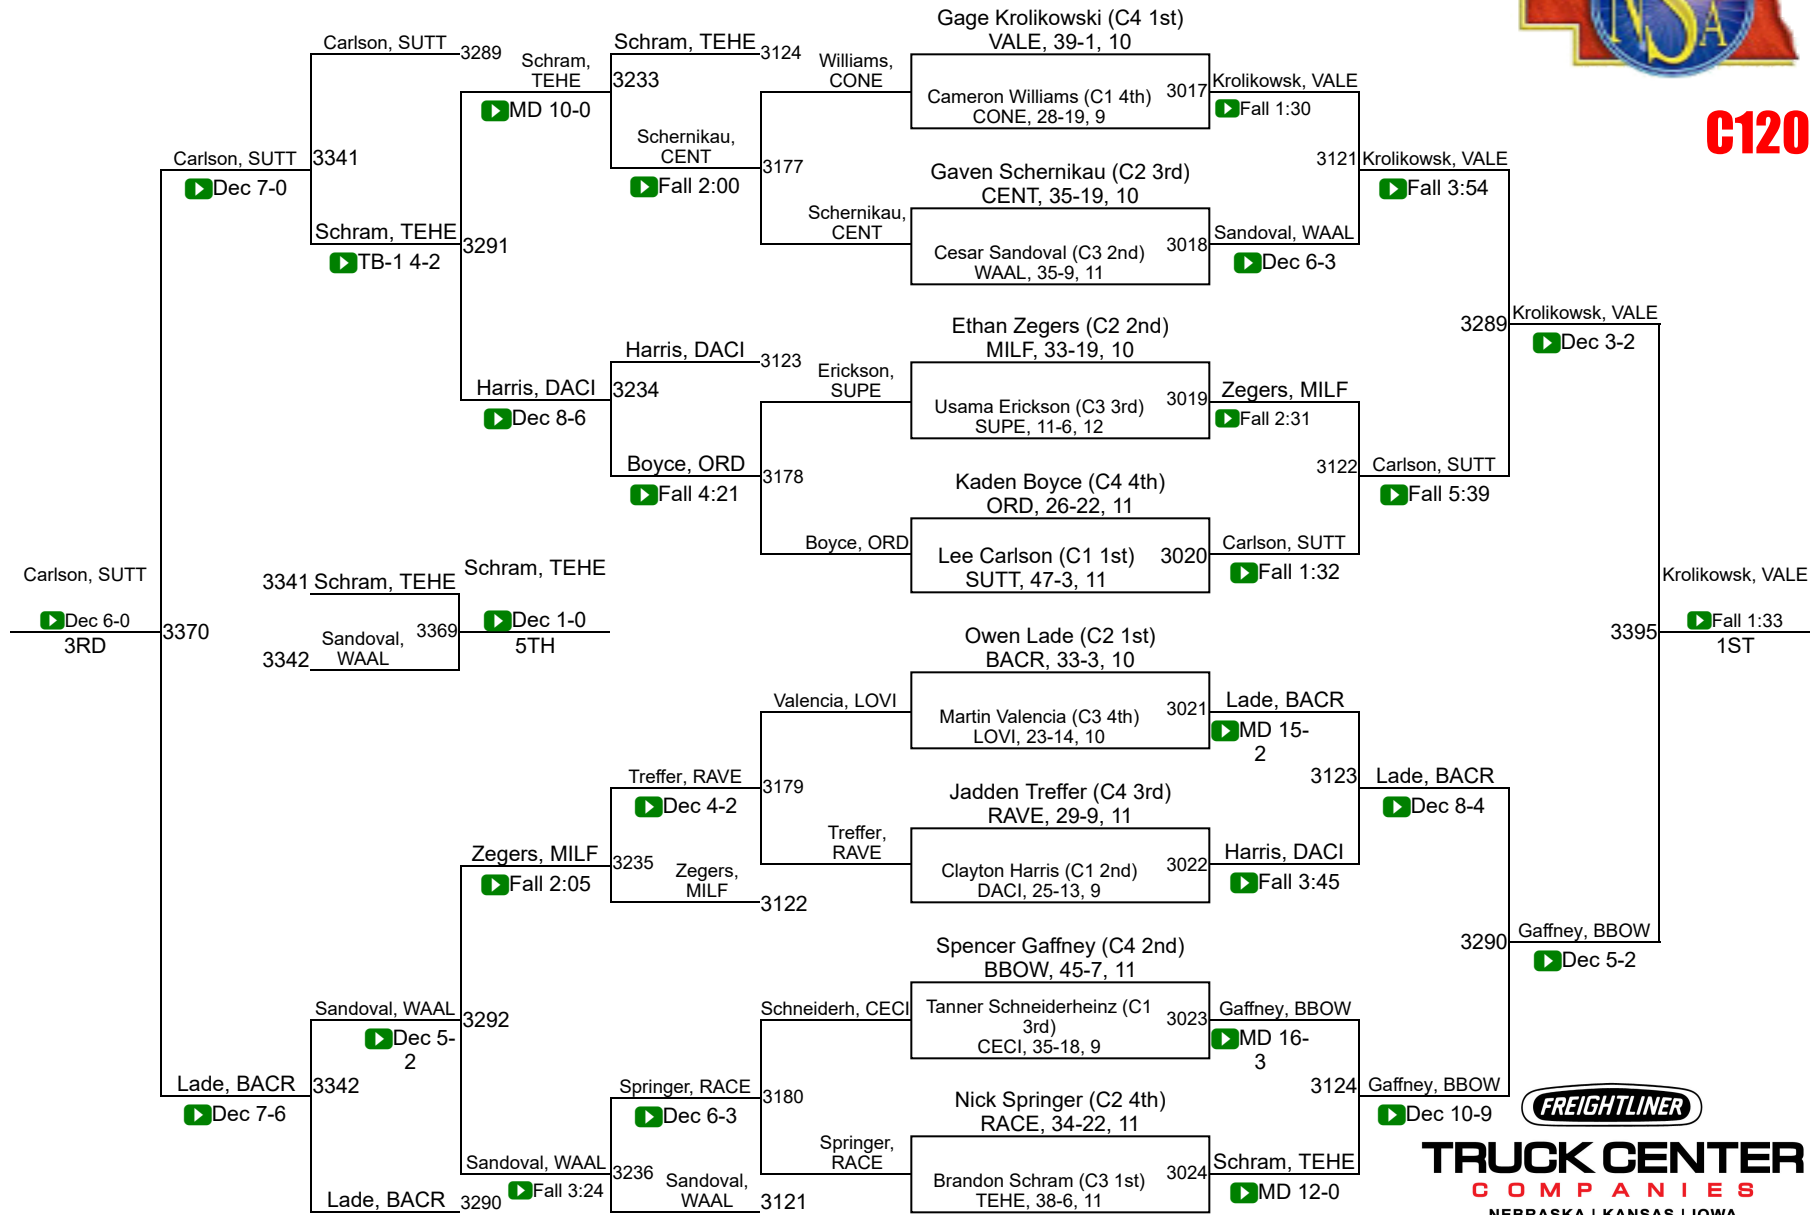 NSA
C120
Gage Krolikowski (C4 1st)
VALE, 39-1, 10
Cameron Williams (C1 4th)
CONE, 28-19, 9
3017
Gaven Schernikau (C2 3rd)
CENT, 35-19, 10
Cesar Sandoval (C3 2nd)
WAAL, 35-9, 11
3018
Ethan Zegers (C2 2nd)
MILF, 33-19, 10
Usama Erickson (C3 3rd)
SUPE, 11-6, 12
3019
Kaden Boyce (C4 4th)
ORD, 26-22, 11
Lee Carlson (C1 1st)
SUTT, 47-3, 11
3020
Owen Lade (C2 1st)
BACR, 33-3, 10
Martin Valencia (C3 4th)
LOVI, 23-14, 10
3021
Jadden Treffer (C4 3rd)
RAVE, 29-9, 11
Clayton Harris (C1 2nd)
DACI, 25-13, 9
3022
Spencer Gaffney (C4 2nd)
BBOW, 45-7, 11
Tanner Schneiderheinz (C1
3rd)
CECI, 35-18, 9
3023
Nick Springer (C2 4th)
RACE, 34-22, 11
Brandon Schram (C3 1st)
TEHE, 38-6, 11
3024
Krolikowsk, VALE
Fall 1:30
3121
Sandoval, WAAL
Dec 6-3
Zegers, MILF
Fall 2:31
3122
Carlson, SUTT
Fall 1:32
Lade, BACR
MD 15-
2
3123
Harris, DACI
Fall 3:45
Gaffney, BBOW
MD 16-
3
3124
Schram, TEHE
MD 12-0
Krolikowsk, VALE
Fall 3:54
3289
Carlson, SUTT
Fall 5:39
Lade, BACR
Dec 8-4
3290
Gaffney, BBOW
Dec 10-9
Krolikowsk, VALE
Dec 3-2
3395
Gaffney, BBOW
Dec 5-2
Krolikowsk, VALE
Fall 1:33
1ST
Williams,
CONE
3177
Schernikau,
CENT
Erickson,
SUPE
3178
Boyce, ORD
Valencia, LOVI
3179
Treffer,
RAVE
Schneiderh, CECI
3180
Springer,
RACE
Schram, TEHE
3124
3233
Schernikau,
CENT
Fall 2:00
Harris, DACI
3123
3234
Boyce, ORD
Fall 4:21
Treffer, RAVE
Dec 4-2
3235
Zegers,
MILF
3122
Springer, RACE
Dec 6-3
3236
Sandoval,
WAAL
3121
Schram,
TEHE
MD 10-0
3291
Harris, DACI
Dec 8-6
Zegers, MILF
Fall 2:05
3292
Sandoval, WAAL
Fall 3:24
Carlson, SUTT
3289
3341
Schram, TEHE
TB-1 4-2
Sandoval, WAAL
Dec 5-
2
3342
Lade, BACR
3290
Carlson, SUTT
Dec 7-0
3370
Lade, BACR
Dec 7-6
Carlson, SUTT
Dec 6-0
3RD
3341
Schram, TEHE
3369
3342
Sandoval,
WAAL
Schram, TEHE
Dec 1-0
5TH
FREIGHTLINER
TRUCK CENTER
COMPANIES
NEBRASKA | KANSAS | IOWA